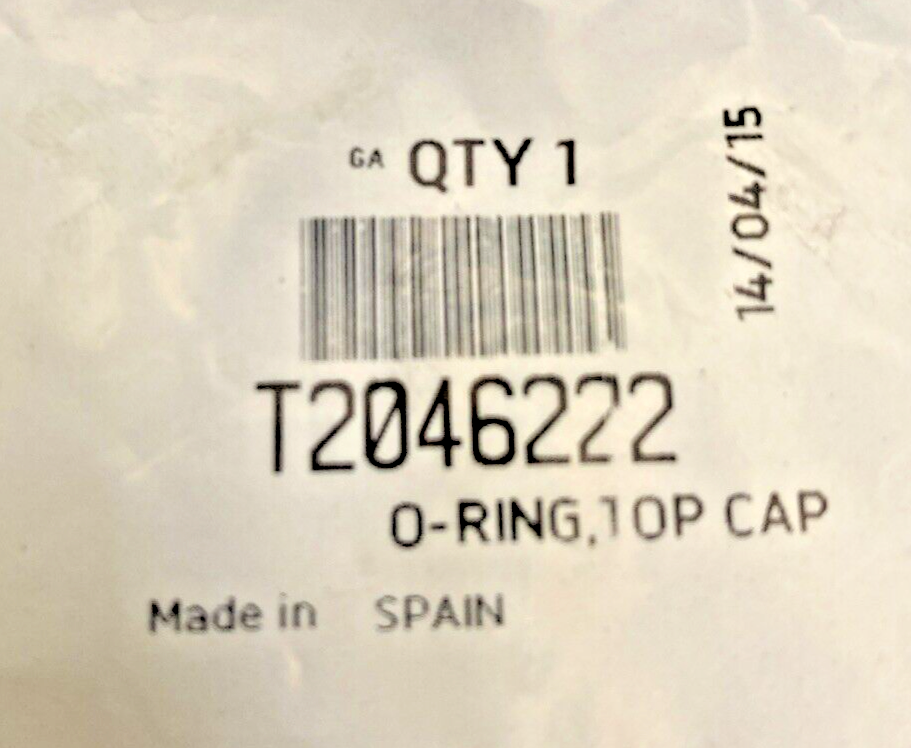 GA QTY 1
14/04/15
T2046222
O-RING,TOP CAP
Made in SPAIN